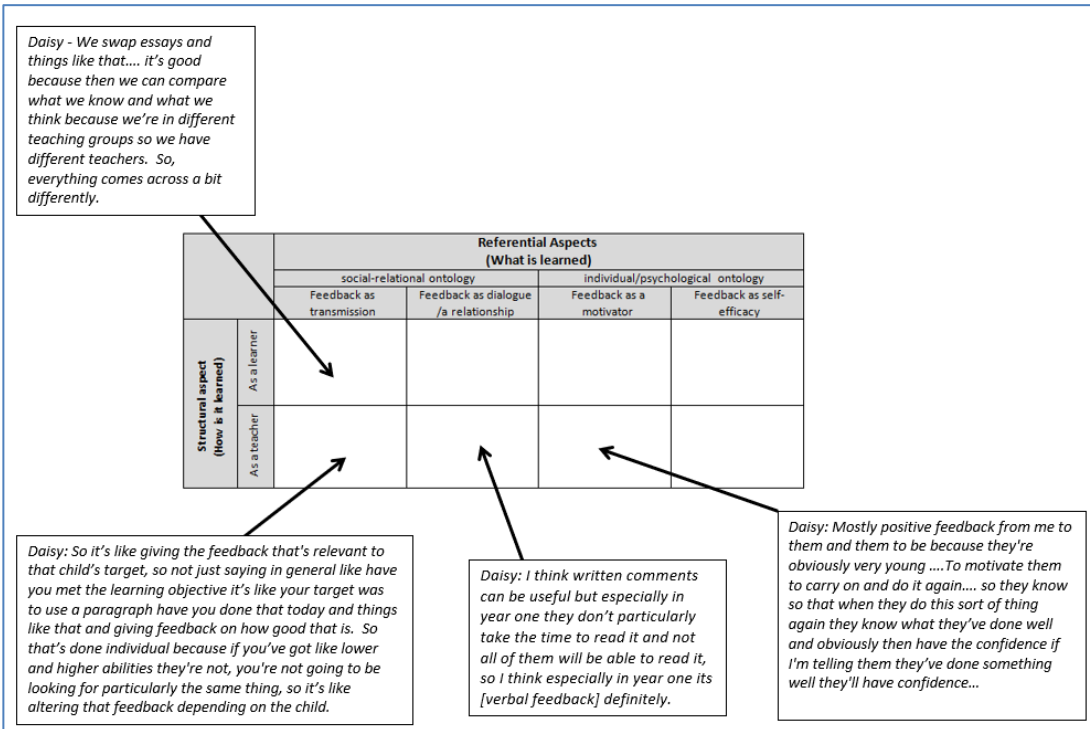 Daisy - We swap essays and
things like that.... it's good
because then we can compare
what we know and what we
think because we're in different
teaching groups so we have
different teachers.  So,
everything comes across a bit
differently.
Referential Aspects
(What is learned)
social-relational ontology
individual/psychological ontology
Feedback as
transmission
Feedback as dialogue
/a relationship
Feedback as a
motivator
Feedback as self-
efficacy
Structural aspect
(How is it learned)
As a learner
As a teacher
Daisy: So it's like giving the feedback that's relevant to
that child's target, so not just saying in general like have
you met the learning objective it's like your target was
to use a paragraph have you done that today and things
like that and giving feedback on how good that is.  So
that's done individual because if you've got like lower
and higher abilities they're not, you're not going to be
looking for particularly the same thing, so it's like
altering that feedback depending on the child.
Daisy: I think written comments
can be useful but especially in
year one they don't particularly
take the time to read it and not
all of them will be able to read it,
so I think especially in year one its
[verbal feedback] definitely.
Daisy: Mostly positive feedback from me to
them and them to be because they're
obviously very young ....To motivate them
to carry on and do it again.... so they know
so that when they do this sort of thing
again they know what they've done well
and obviously then have the confidence if
I'm telling them they've done something
well they'll have confidence...